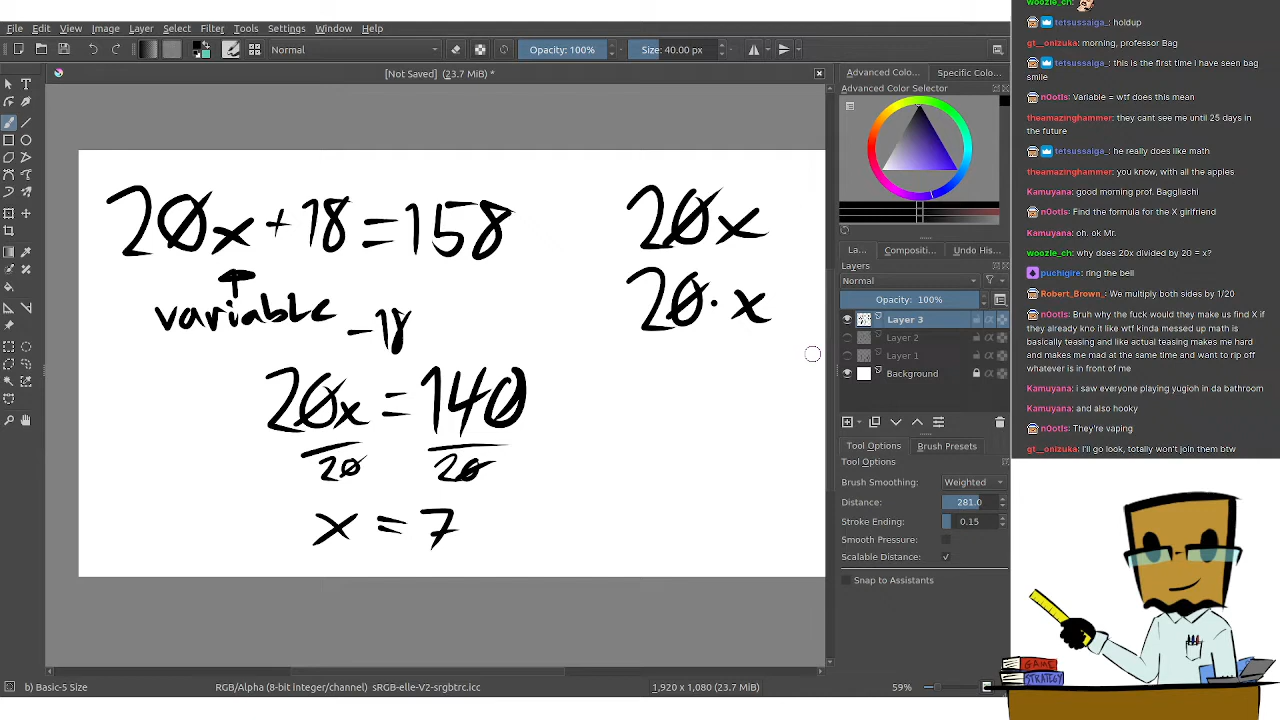 File Edit View Image Layer Select Filter Tools Settings Window Help
Normal Opacity: 100% Size: 40.00 px
[Not Saved] (23.7 MiB) *
20x + 18 = 158
variable
-18
20x = 140
20 20
x = 7
20x
20 · x
Advanced Colo... Specific Colo...
Advanced Color Selector
La... Compositi... Undo His...
Layers
Normal
Opacity: 100%
Layer 3
Layer 2
Layer 1
Background
Tool Options Brush Presets
Tool Options
Brush Smoothing: Weighted
Distance: 281.0
Stroke Ending: 0.15
Smooth Pressure:
Scalable Distance: ✓
Snap to Assistants
b) Basic-5 Size RGB/Alpha (8-bit integer/channel) sRGB-elle-V2-srgbtrc.icc 1,920 x 1,080 (23.7 MiB) 59%
woozie_ch:
tetsussaiga_: holdup
gt__onizuka: morning, professor Bag
tetsussaiga_: this is the first time I have seen bag
smile
n0otls: Variable = wtf does this mean
theamazinghammer: they cant see me until 25 days in
the future
tetsussaiga_: he really does like math
theamazinghammer: you know, with all the apples
Kamuyana: good morning prof. Baggliachi
n0otls: Find the formula for the X girlfriend
Kamuyana: oh. ok Mr.
woozle_ch: why does 20x divided by 20 = x?
puchigire: ring the bell
Robert_Brown_: We multiply both sides by 1/20
n0otls: Bruh why the fuck would they make us find X if
they already kno it like wtf kinda messed up math is
basically teasing and like actual teasing makes me hard
and makes me mad at the same time and want to rip off
whatever is in front of me
Kamuyana: i saw everyone playing yugioh in da bathroom
Kamuyana: and also hooky
n0otls: They're vaping
gt__onizuka: I'll go look, totally won't join them btw
GAME
STRATEGY